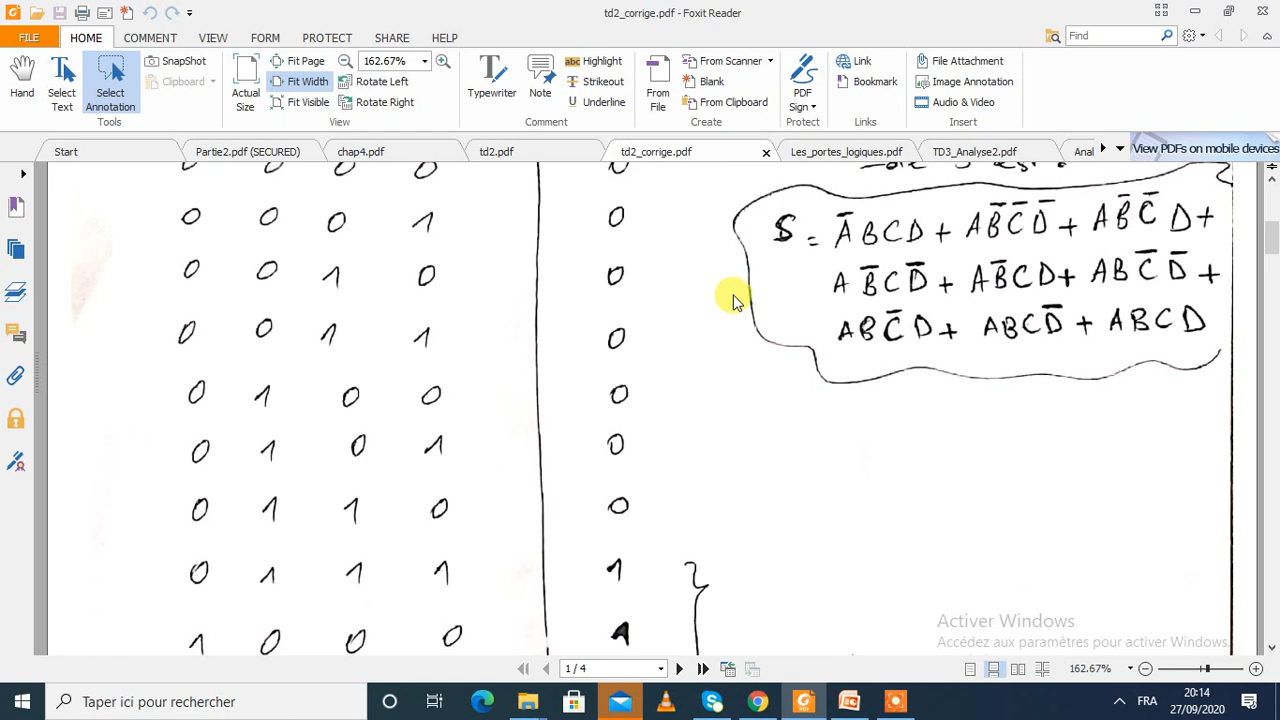 td2_corrige.pdf - Foxit Reader
FILE HOME COMMENT VIEW FORM PROTECT SHARE HELP
Find
Hand
Select Text
Select Annotation
SnapShot
Clipboard
Tools
Actual Size
Fit Page
Fit Width
Fit Visible
162.67%
Rotate Left
Rotate Right
View
Typewriter
Note
Highlight
Strikeout
Underline
Comment
From File
From Scanner
Blank
From Clipboard
Create
PDF Sign
Protect
Link
Bookmark
Links
File Attachment
Image Annotation
Audio & Video
Insert
Start Partie2.pdf (SECURED) chap4.pdf td2.pdf td2_corrige.pdf Les_portes_logiques.pdf TD3_Analyse2.pdf Anal
View PDFs on mobile devices
0 0 0 0 0
0 0 0 1 0
0 0 1 0 0
0 0 1 1 0
0 1 0 0 0
0 1 0 1 0
0 1 1 0 0
0 1 1 1 1
1 0 0 0 1
S = A̅BCD + AB̅C̅D̅ + AB̅C̅D +
AB̅CD̅ + AB̅CD + ABC̅D̅ +
ABC̅D + ABCD̅ + ABCD
Activer Windows
Accédez aux paramètres pour activer Windows.
1 / 4
162.67%
Taper ici pour rechercher
FRA
20:14
27/09/2020